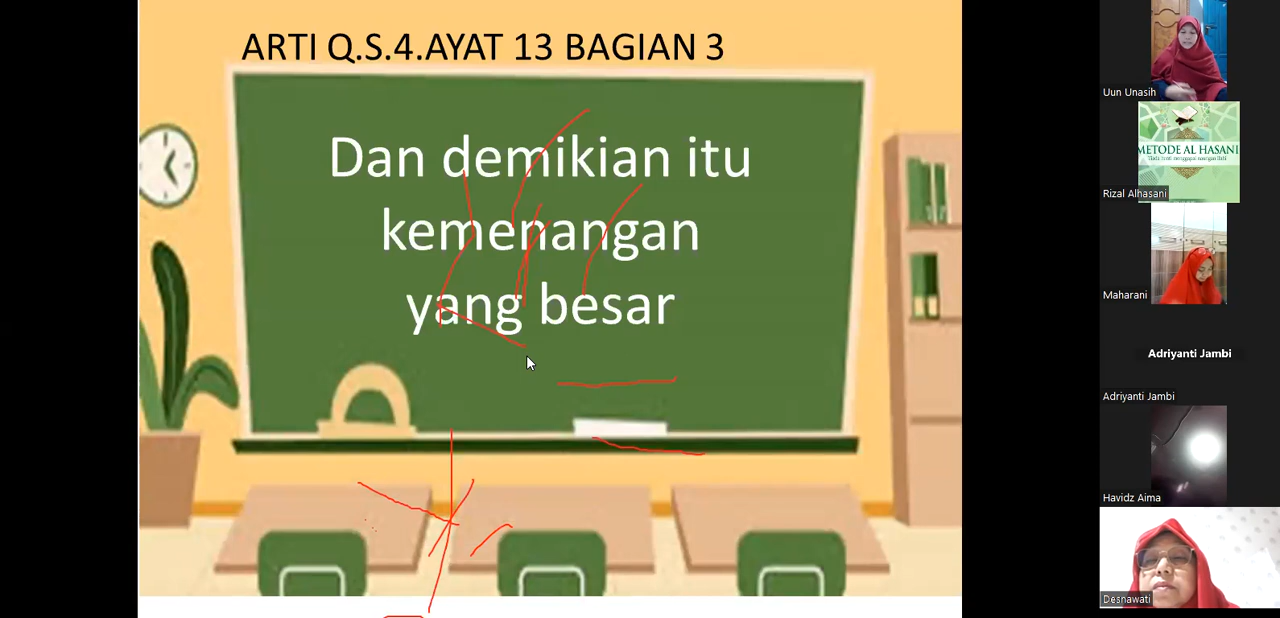 ARTI Q.S.4.AYAT 13 BAGIAN 3
Dan demikian itu
kemenangan
yang besar
Uun Unasih
METODE AL HASANI
Rizal Alhasani
Maharani
Adriyanti Jambi
Adriyanti Jambi
Havidz Aima
Desnawati